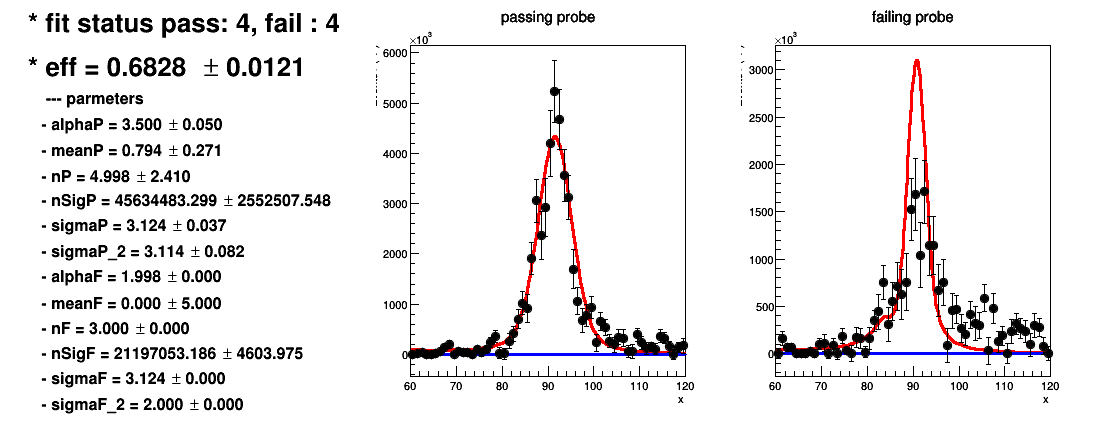 * fit status pass: 4, fail : 4
* eff = 0.6828 ± 0.0121
--- parmeters
- alphaP = 3.500 ± 0.050
- meanP = 0.794 ± 0.271
- nP = 4.998 ± 2.410
- nSigP = 45634483.299 ± 2552507.548
- sigmaP = 3.124 ± 0.037
- sigmaP_2 = 3.114 ± 0.082
- alphaF = 1.998 ± 0.000
- meanF = 0.000 ± 5.000
- nF = 3.000 ± 0.000
- nSigF = 21197053.186 ± 4603.975
- sigmaF = 3.124 ± 0.000
- sigmaF_2 = 2.000 ± 0.000
passing probe
×10³
6000
5000
4000
3000
2000
1000
0
60 70 80 90 100 110 120
x
failing probe
×10³
3000
2500
2000
1500
1000
500
0
60 70 80 90 100 110 120
x